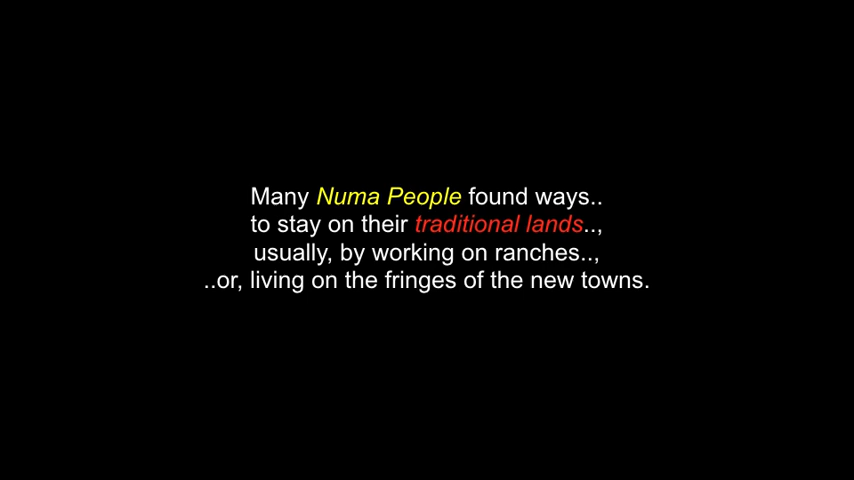 Many Numa People found ways..
to stay on their traditional lands..,
usually, by working on ranches..,
..or, living on the fringes of the new towns.